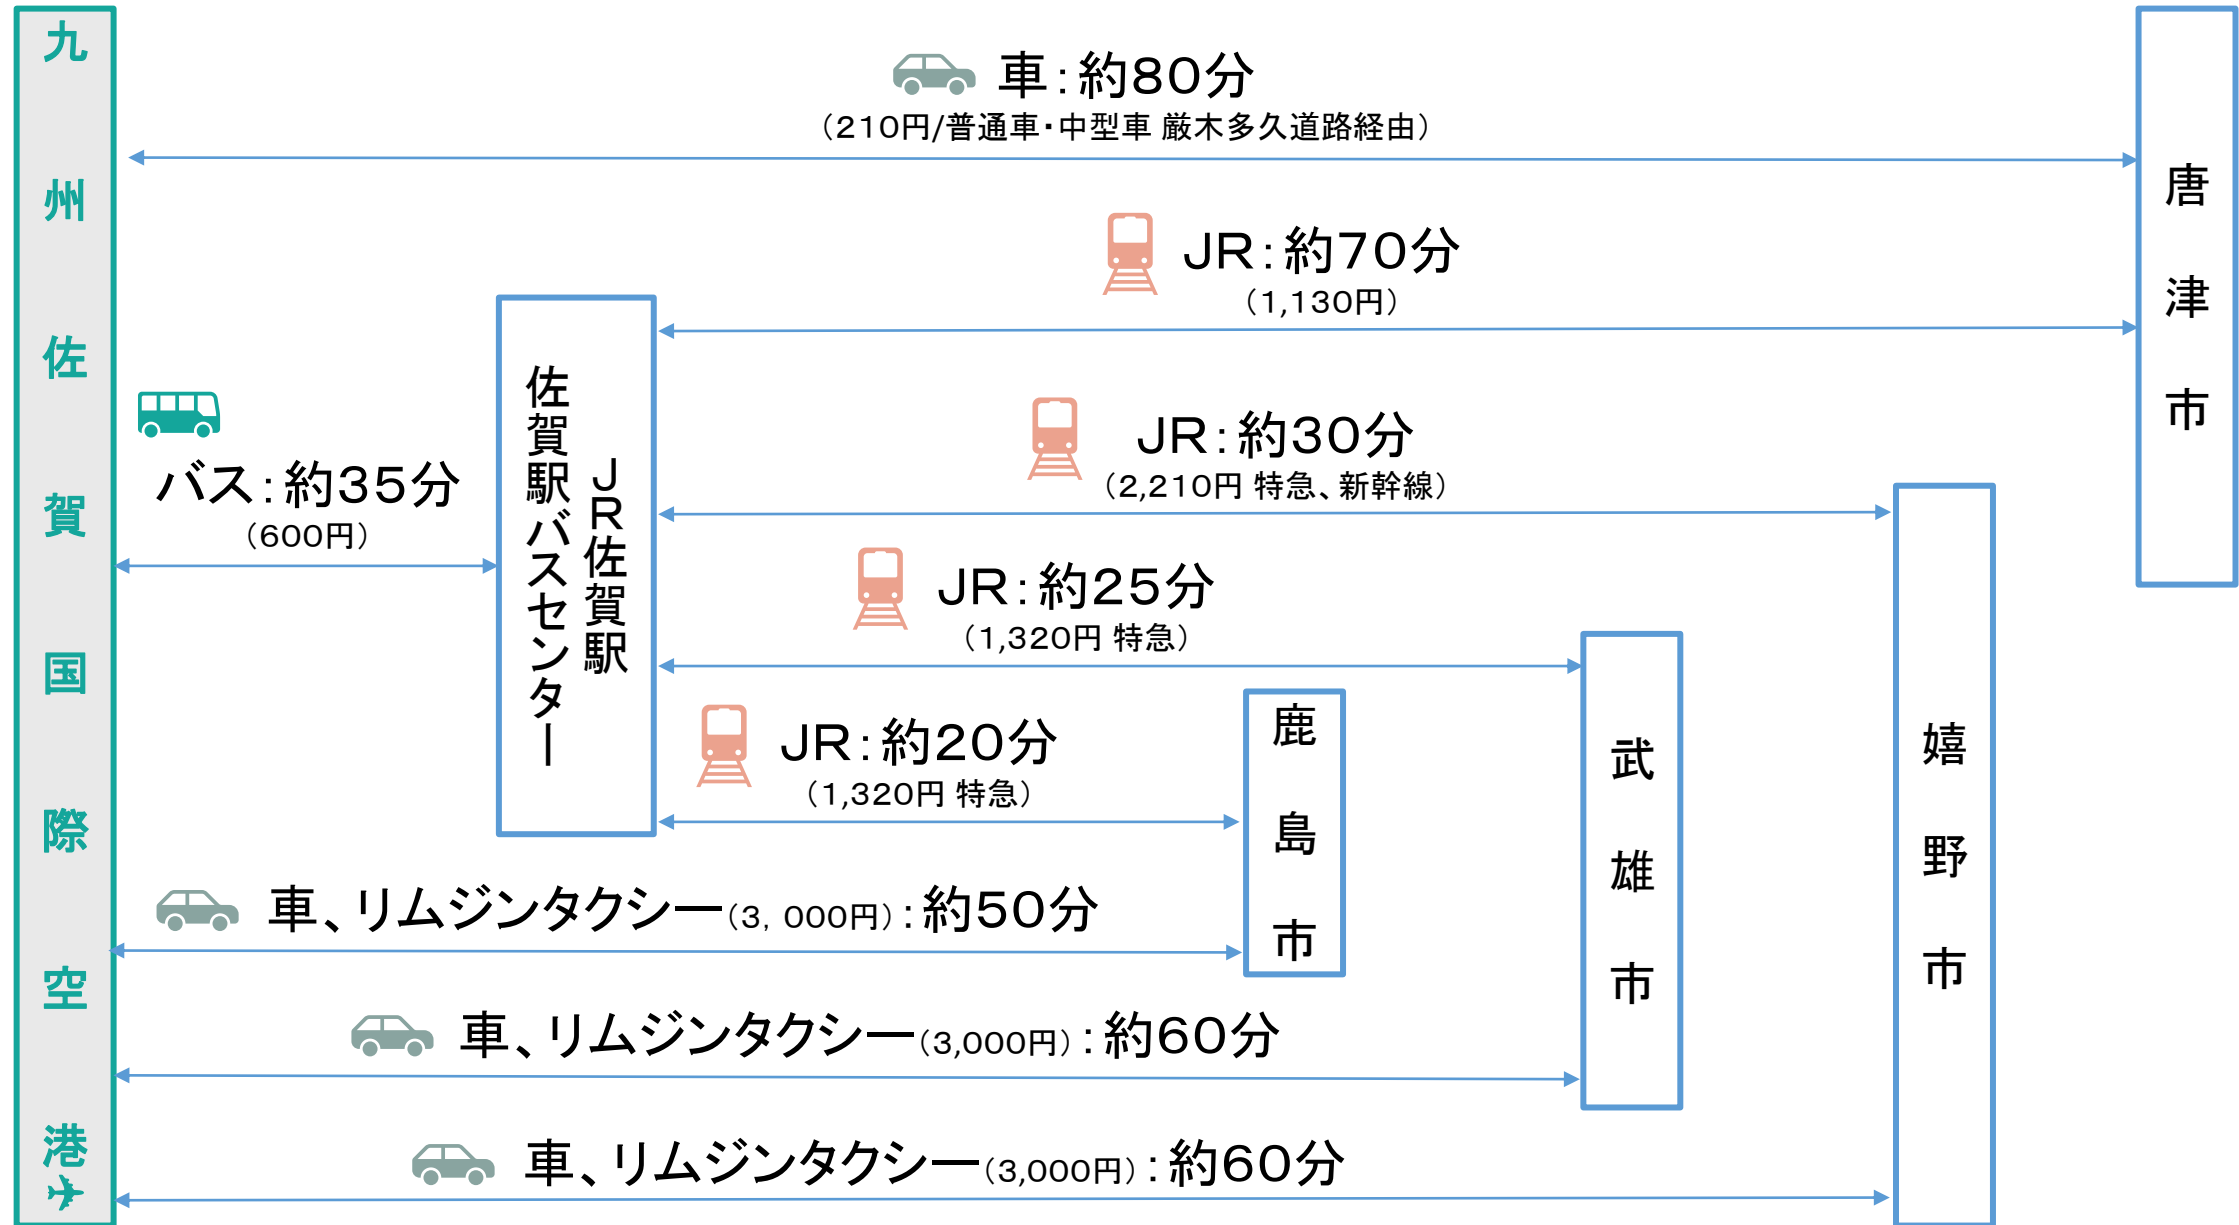 九州佐賀国際空港
車：約80分
（210円/普通車・中型車 厳木多久道路経由）
唐津市
JR：約70分
（1,130円）
JR佐賀駅
佐賀駅バスセンター
バス：約35分
（600円）
JR：約30分
（2,210円 特急、新幹線）
嬉野市
JR：約25分
（1,320円 特急）
武雄市
JR：約20分
（1,320円 特急）
鹿島市
車、リムジンタクシー（3，000円）：約50分
車、リムジンタクシー（3,000円）：約60分
車、リムジンタクシー（3,000円）：約60分